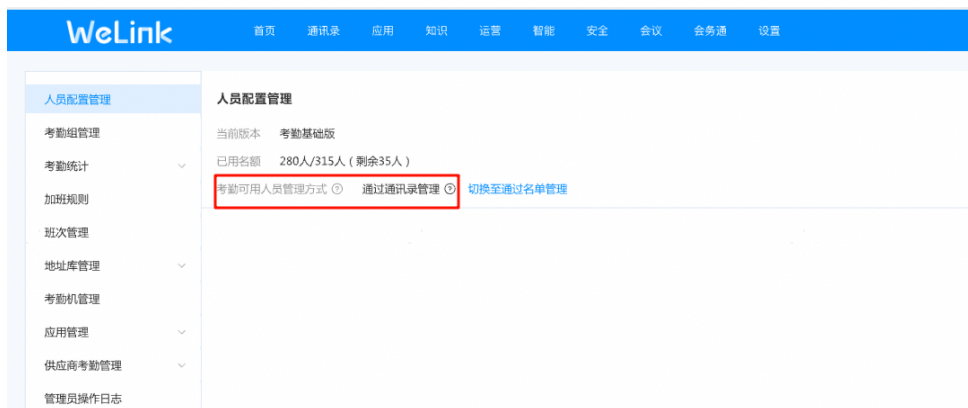 WeLink 首页 通讯录 应用 知识 运营 智能 安全 会议 会务通 设置
人员配置管理
考勤组管理
考勤统计
加班规则
班次管理
地址库管理
考勤机管理
应用管理
供应商考勤管理
管理员操作日志
人员配置管理
当前版本 考勤基础版
已用名额 280人/315人 ( 剩余35人 )
考勤可用人员管理方式 ? 通过通讯录管理 ? 切换至通过名单管理